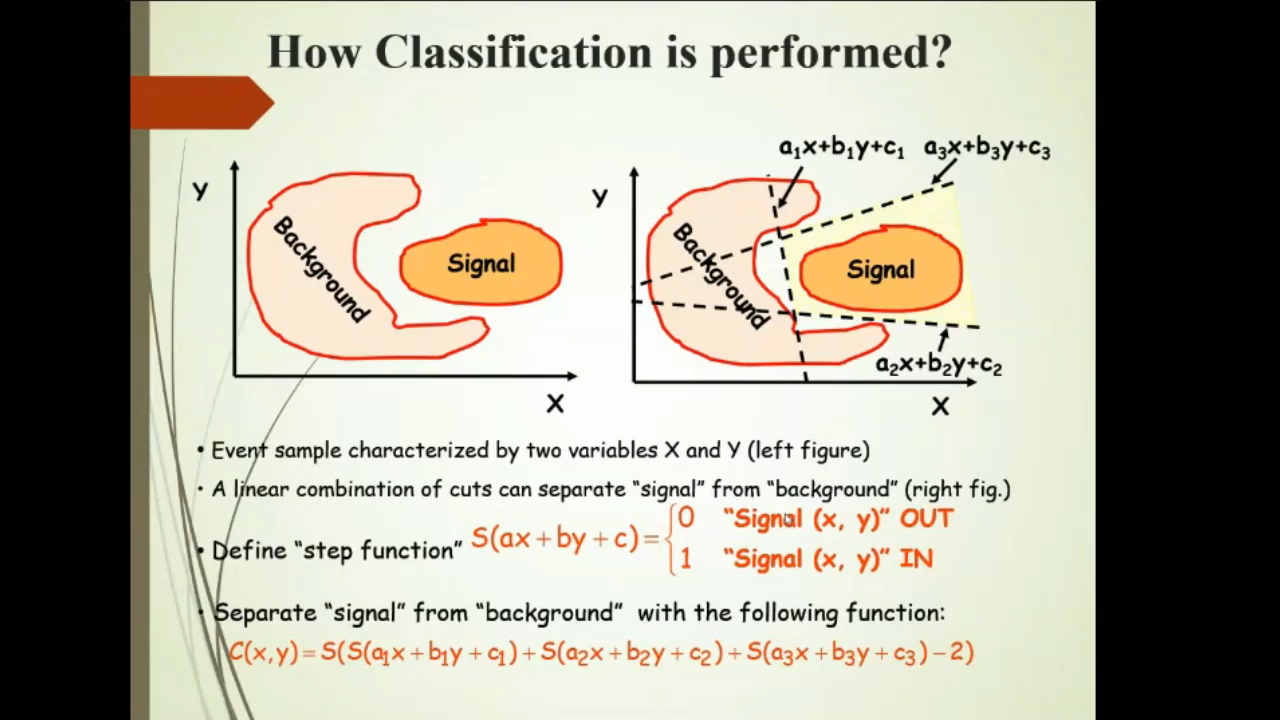 How Classification is performed?
Y
Background
Signal
X
a₁x+b₁y+c₁
a₃x+b₃y+c₃
Y
Background
Signal
a₂x+b₂y+c₂
X
• Event sample characterized by two variables X and Y (left figure)
• A linear combination of cuts can separate “signal” from “background” (right fig.)
• Define “step function” S(ax+by+c)= { 0 “Signal (x, y)” OUT
1 “Signal (x, y)” IN
• Separate “signal” from “background” with the following function:
C(x,y)=S(S(a₁x+b₁y+c₁)+S(a₂x+b₂y+c₂)+S(a₃x+b₃y+c₃)−2)